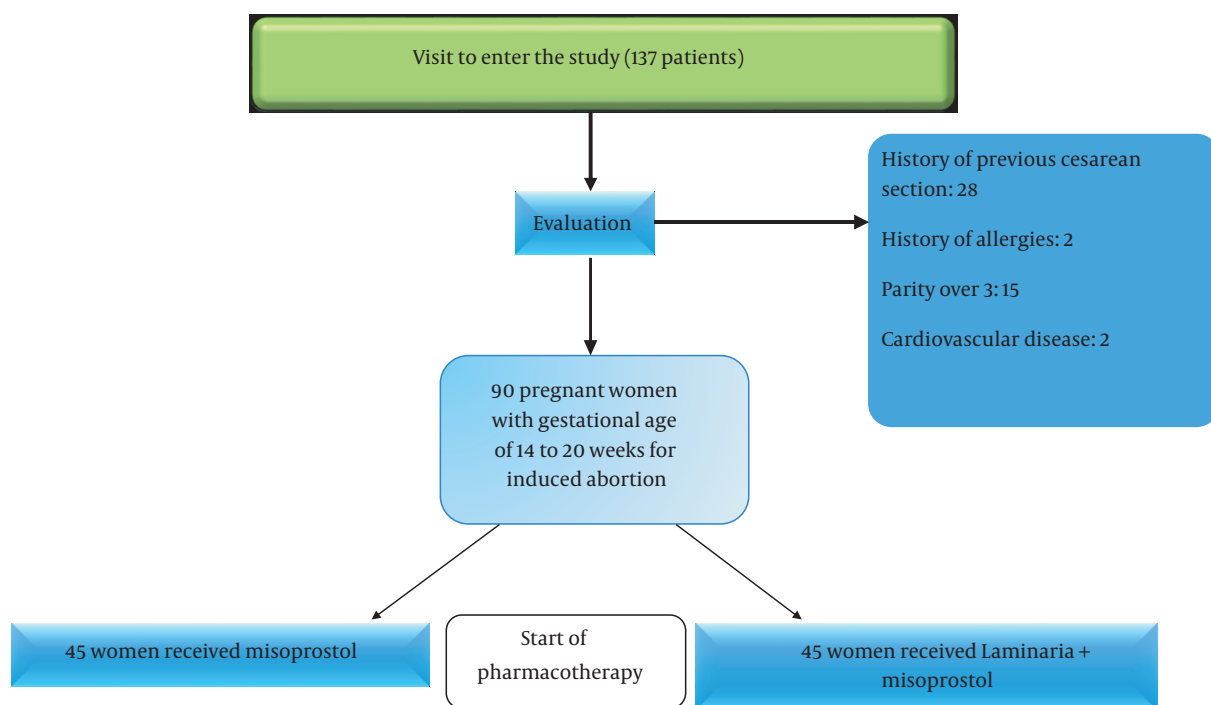 Visit to enter the study (137 patients)
Evaluation
History of previous cesarean
section: 28
History of allergies: 2
Parity over 3: 15
Cardiovascular disease: 2
90 pregnant women
with gestational age
of 14 to 20 weeks for
induced abortion
45 women received misoprostol
Start of
pharmacotherapy
45 women received Laminaria +
misoprostol